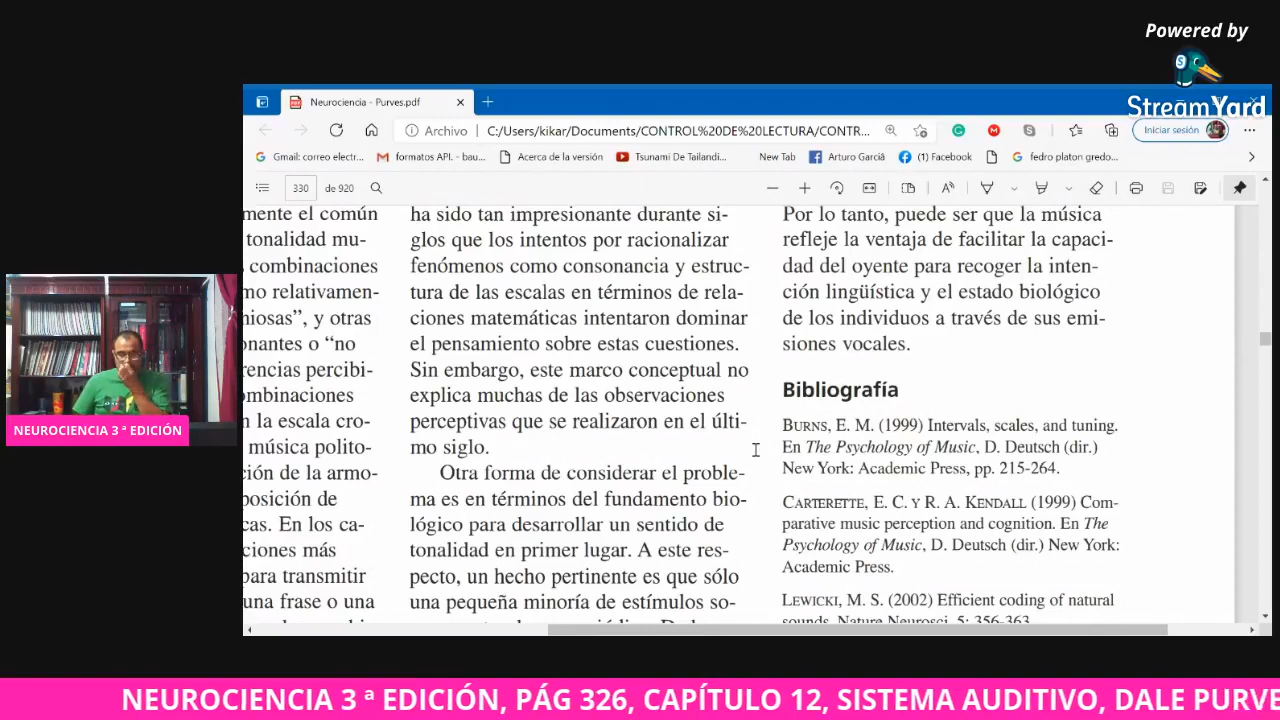 Powered by
StreamYard
Neurociencia - Purves.pdf
Archivo
C:/Users/kikar/Documents/CONTROL%20DE%20LECTURA/CONTR...
Iniciar sesión
Gmail: correo electr...
formatos API. - bau...
Acerca de la versión
Tsunami De Tailandi...
New Tab
Arturo Garciá
(1) Facebook
fedro platon gredo...
330
de 920
mente el común
tonalidad mu-
combinaciones
mo relativamen-
niosas”, y otras
onantes o “no
rencias percibi-
ombinaciones
n la escala cro-
música polito-
ción de la armo-
posición de
cas. En los ca-
ciones más
para transmitir
una frase o una
ha sido tan impresionante durante si-
glos que los intentos por racionalizar
fenómenos como consonancia y estruc-
tura de las escalas en términos de rela-
ciones matemáticas intentaron dominar
el pensamiento sobre estas cuestiones.
Sin embargo, este marco conceptual no
explica muchas de las observaciones
perceptivas que se realizaron en el últi-
mo siglo.
Otra forma de considerar el proble-
ma es en términos del fundamento bio-
lógico para desarrollar un sentido de
tonalidad en primer lugar. A este res-
pecto, un hecho pertinente es que sólo
una pequeña minoría de estímulos so-
Por lo tanto, puede ser que la música
refleje la ventaja de facilitar la capaci-
dad del oyente para recoger la inten-
ción lingüística y el estado biológico
de los individuos a través de sus emi-
siones vocales.
Bibliografía
BURNS, E. M. (1999) Intervals, scales, and tuning.
En The Psychology of Music, D. Deutsch (dir.)
New York: Academic Press, pp. 215-264.
CARTERETTE, E. C. Y R. A. KENDALL (1999) Com-
parative music perception and cognition. En The
Psychology of Music, D. Deutsch (dir.) New York:
Academic Press.
LEWICKI, M. S. (2002) Efficient coding of natural
sounds. Nature Neurosci. 5: 356-363.
NEUROCIENCIA 3 ª EDICIÓN
NEUROCIENCIA 3 ª EDICIÓN, PÁG 326, CAPÍTULO 12, SISTEMA AUDITIVO, DALE PURVE